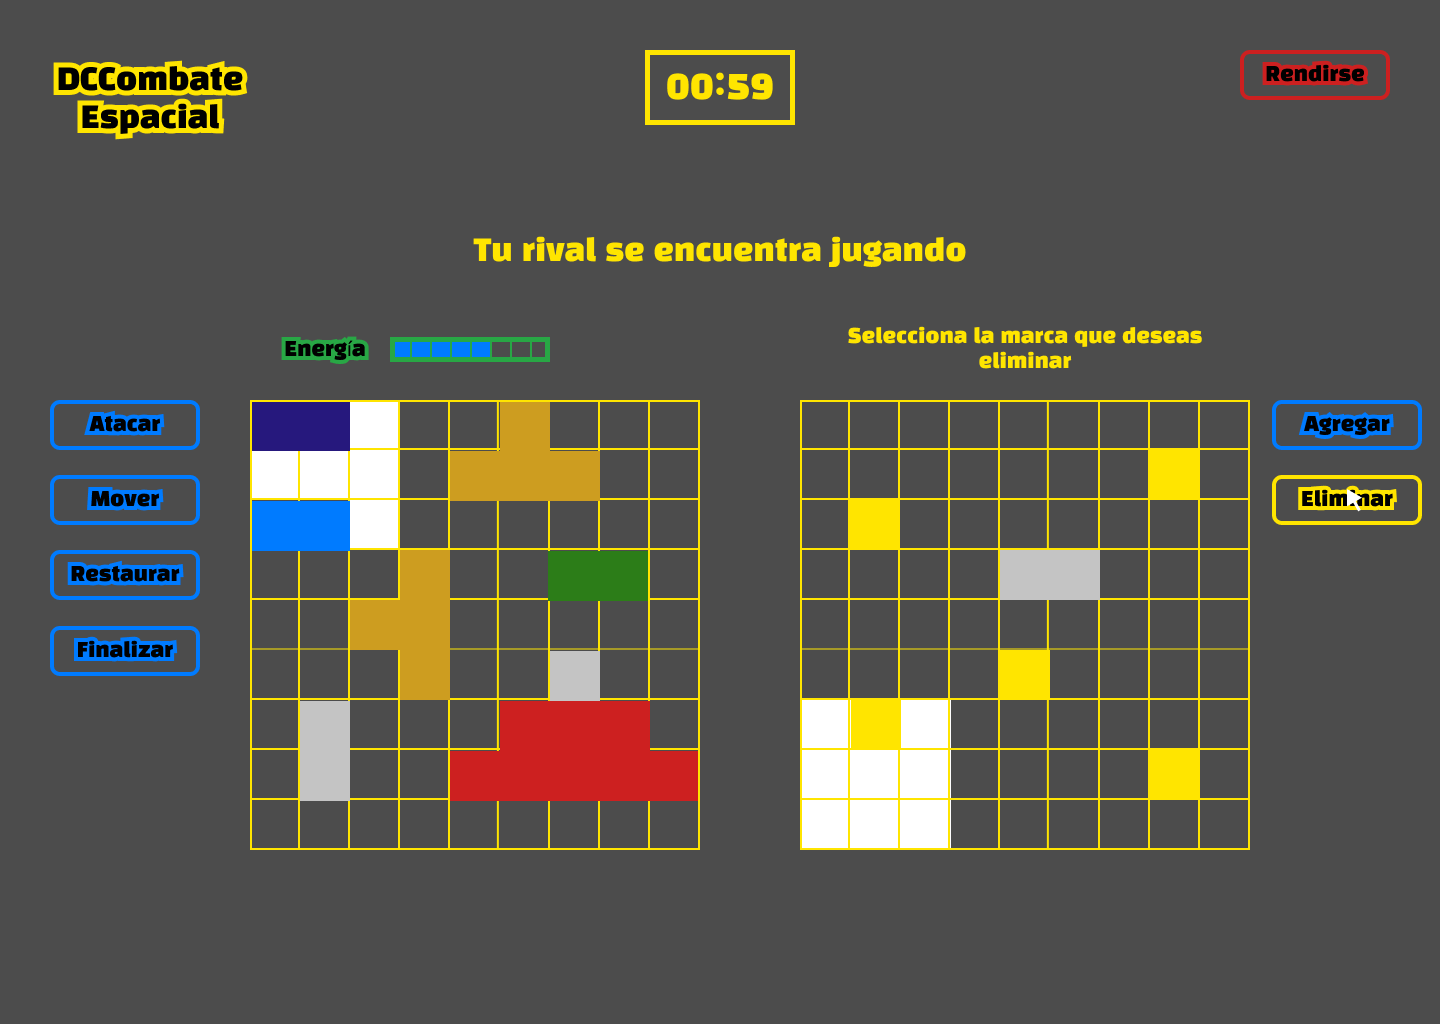 DCCombate
Espacial
00:59
Rendirse
Tu rival se encuentra jugando
Energía
Selecciona la marca que deseas
eliminar
Atacar
Mover
Restaurar
Finalizar
Agregar
Eliminar